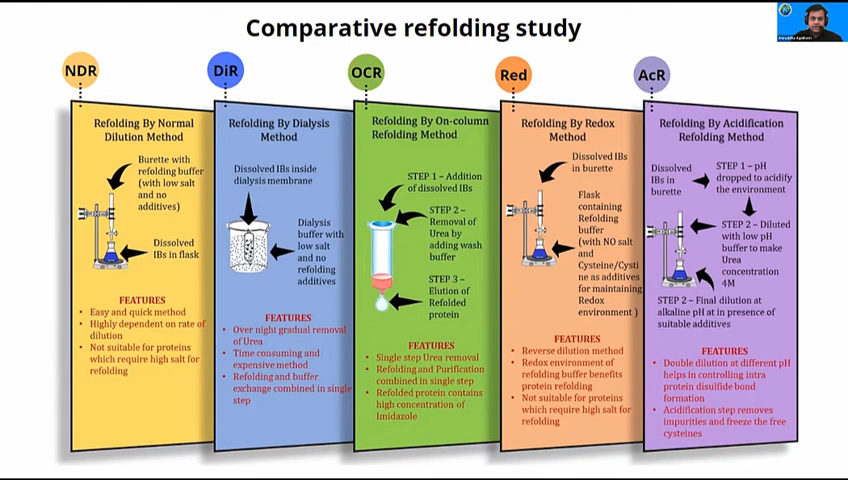 Comparative refolding study
NDR
Refolding By Normal
Dilution Method
Burette with
refolding buffer
(with low salt
and no
additives)
Dissolved
IBs in flask
FEATURES
• Easy and quick method
• Highly dependent on rate of
dilution
• Not suitable for proteins
which require high salt for
refolding
DiR
Refolding By Dialysis
Method
Dissolved IBs inside
dialysis membrane
Dialysis
buffer with
low salt
and no
refolding
additives
FEATURES
• Over night gradual removal
of Urea
• Time consuming and
expensive method
• Refolding and buffer
exchange combined in single
step
OCR
Refolding By On-column
Refolding Method
STEP 1 – Addition
of dissolved IBs
STEP 2 –
Removal of
Urea by
adding wash
buffer
STEP 3 –
Elution of
Refolded
protein
FEATURES
• Single step Urea removal
• Refolding and Purification
combined in single step
• Refolded protein contains
high concentration of
Imidazole
Red
Refolding By Redox
Method
Dissolved IBs
in burette
Flask
containing
Refolding
buffer
(with NO salt
and
Cysteine/Cysti
ne as additives
for maintaining
Redox
environment )
FEATURES
• Reverse dilution method
• Redox environment of
refolding buffer benefits
protein refolding
• Not suitable for proteins
which require high salt for
refolding
AcR
Refolding By Acidification
Refolding Method
Dissolved
IBs in
burette
STEP 1 – pH
dropped to acidify
the environment
STEP 2 – Diluted
with low pH
buffer to make
Urea
concentration
4M
STEP 2 – Final dilution at
alkaline pH at in presence of
suitable additives
FEATURES
• Double dilution at different pH
helps in controlling intra
protein disulfide bond
formation
• Acidification step removes
impurities and freeze the free
cysteines